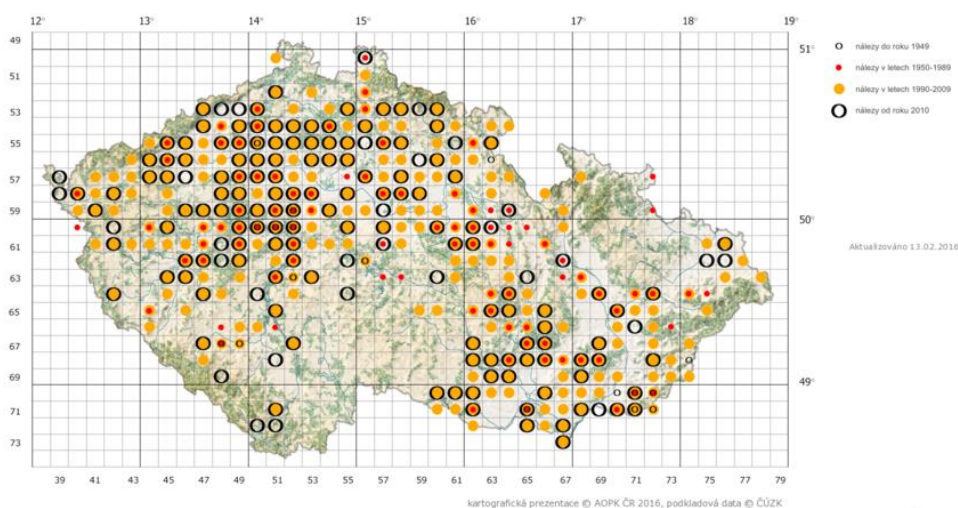 12° 13° 14° 15° 16° 17° 18° 19°
49
51
53
55
57
59
61
63
65
67
69
71
73
51°
50°
49°
nálezy do roku 1949
nálezy v letech 1950-1989
nálezy v letech 1990-2009
nálezy od roku 2010
Aktualizováno 13.02.2016
39 41 43 45 47 49 51 53 55 57 59 61 63 65 67 69 71 73 75 77 79
kartografická prezentace © AOPK ČR 2016, podkladová data © ČÚZK